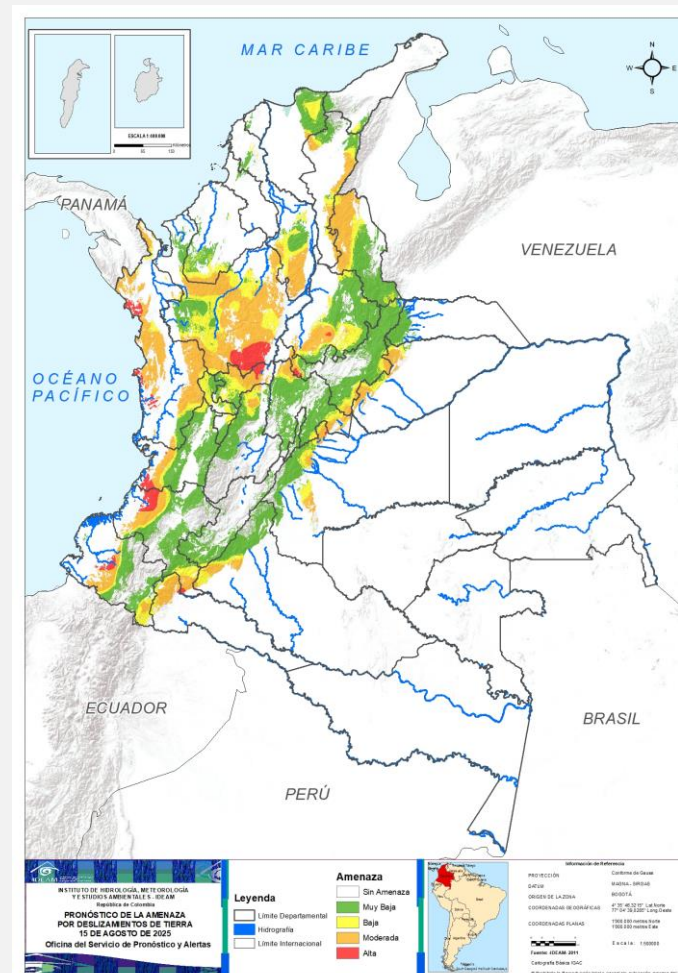 MAR CARIBE
N
W
E
S
ESCALA 1:600.000
PANAMÁ
VENEZUELA
OCÉANO
PACÍFICO
ECUADOR
BRASIL
PERÚ
IDEAM
INSTITUTO DE HIDROLOGÍA, METEOROLOGÍA
Y ESTUDIOS AMBIENTALES - IDEAM
República de Colombia
PRONÓSTICO DE LA AMENAZA
POR DESLIZAMIENTOS DE TIERRA
15 DE AGOSTO DE 2025
Oficina del Servicio de Pronóstico y Alertas
Leyenda
Límite Departamental
Hidrografía
Límite Internacional
Amenaza
Sin Amenaza
Muy Baja
Baja
Moderada
Alta
Información de Referencia
PROYECCIÓN
Conforme de Gauss
DATUM
MAGNA - SIRGAS
ORIGEN DE LA ZONA
BOGOTÁ
COORDENADAS GEOGRÁFICAS
COORDENADAS PLANAS
Fuente: IDEAM 2011
Cartografía Básica IGAC